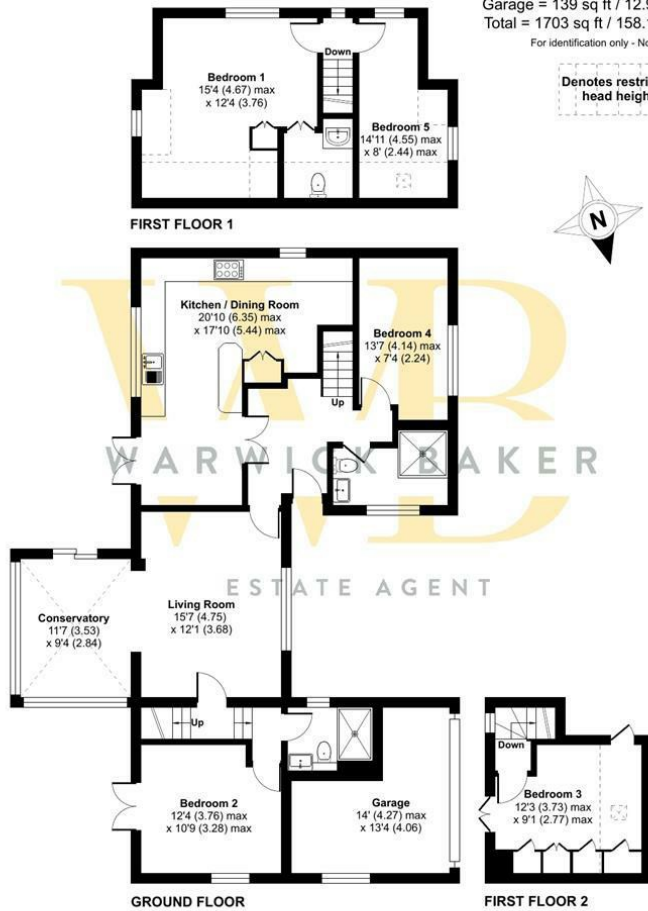 Garage = 139 sq ft / 12.9
Total = 1703 sq ft / 158.1
For identification only - No
Denotes restri
head heigh
Down
Bedroom 1
15'4 (4.67) max
x 12'4 (3.76)
Bedroom 5
14'11 (4.55) max
x 8' (2.44) max
FIRST FLOOR 1
N
Kitchen / Dining Room
20'10 (6.35) max
x 17'10 (5.44) max
Bedroom 4
13'7 (4.14) max
x 7'4 (2.24)
Up
WB
WARWICK BAKER
ESTATE AGENT
Living Room
15'7 (4.75)
x 12'1 (3.68)
Conservatory
11'7 (3.53)
x 9'4 (2.84)
Up
Bedroom 2
12'4 (3.76) max
x 10'9 (3.28) max
Garage
14' (4.27) max
x 13'4 (4.06)
Down
Bedroom 3
12'3 (3.73) max
x 9'1 (2.77) max
GROUND FLOOR
FIRST FLOOR 2